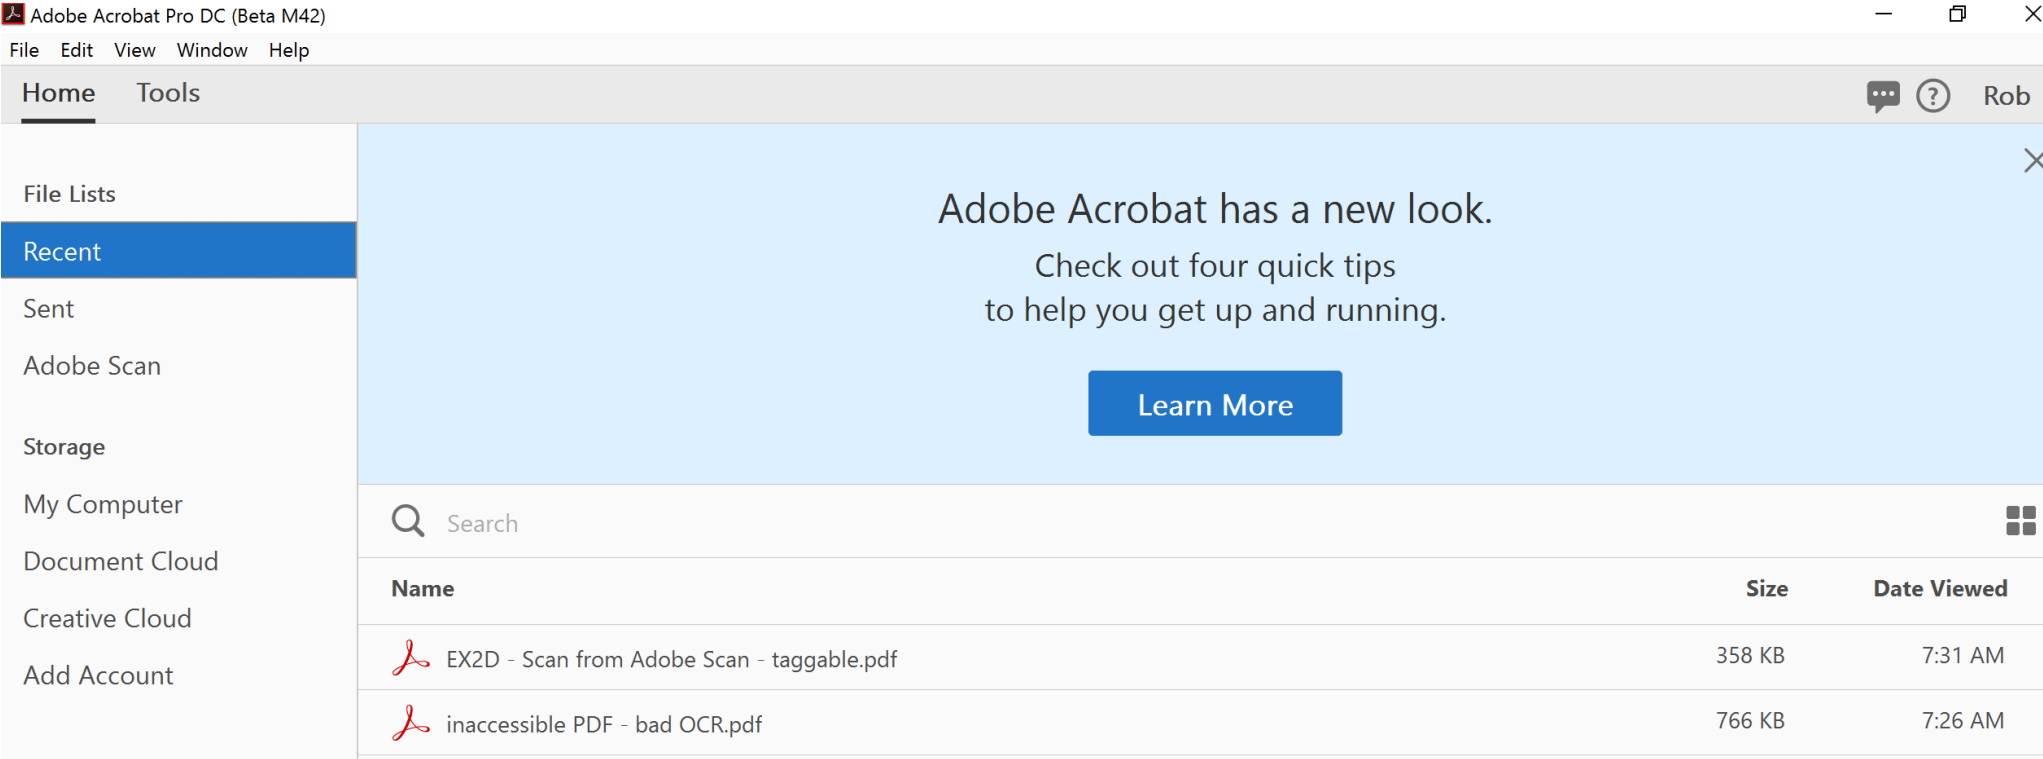 Adobe Acrobat Pro DC (Beta M42)
File Edit View Window Help
Home Tools Rob
File Lists
Recent
Sent
Adobe Scan
Storage
My Computer
Document Cloud
Creative Cloud
Add Account
Adobe Acrobat has a new look.
Check out four quick tips
to help you get up and running.
Learn More
Search
Name Size Date Viewed
EX2D - Scan from Adobe Scan - taggable.pdf 358 KB 7:31 AM
inaccessible PDF - bad OCR.pdf 766 KB 7:26 AM